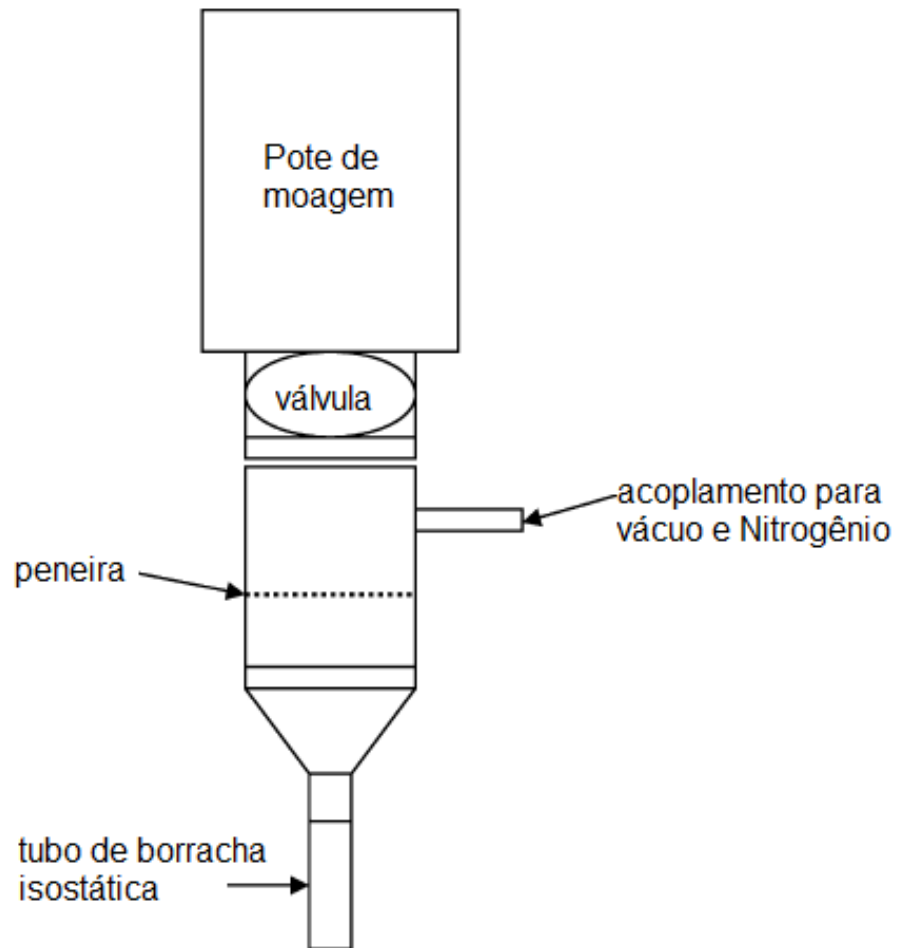 Pote de
moagem
válvula
acoplamento para
vácuo e Nitrogênio
peneira
tubo de borracha
isostática